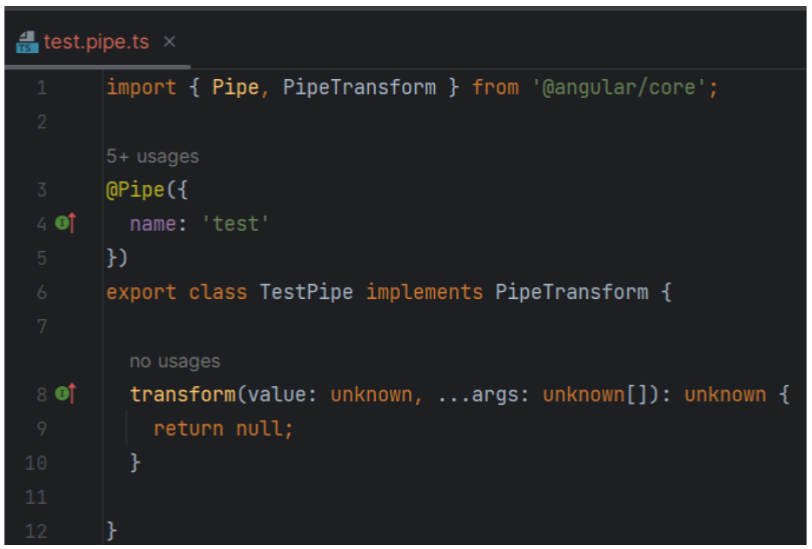 TS test.pipe.ts ×
1 import { Pipe, PipeTransform } from '@angular/core';
2
5+ usages
3 @Pipe({
4 name: 'test'
5 })
6 export class TestPipe implements PipeTransform {
7
no usages
8 transform(value: unknown, ...args: unknown[]): unknown {
9 return null;
10 }
11
12 }